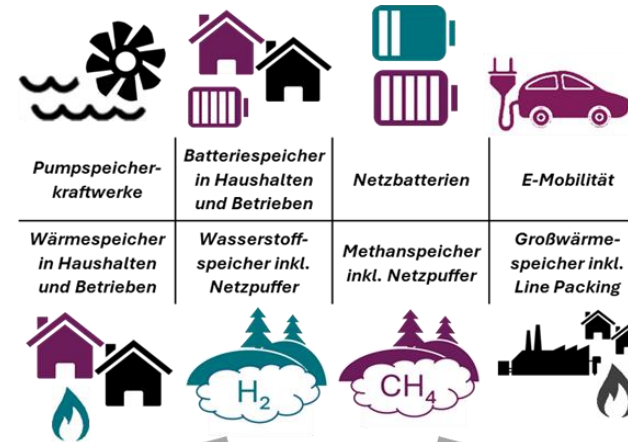 Pumpspeicher-
kraftwerke
Batteriespeicher
in Haushalten
und Betrieben
Netzbatterien
E-Mobilität
Wärmespeicher
in Haushalten
und Betrieben
Wasserstoff-
speicher inkl.
Netzpuffer
Methanspeicher
inkl. Netzpuffer
Großwärme-
speicher inkl.
Line Packing
H₂
CH₄